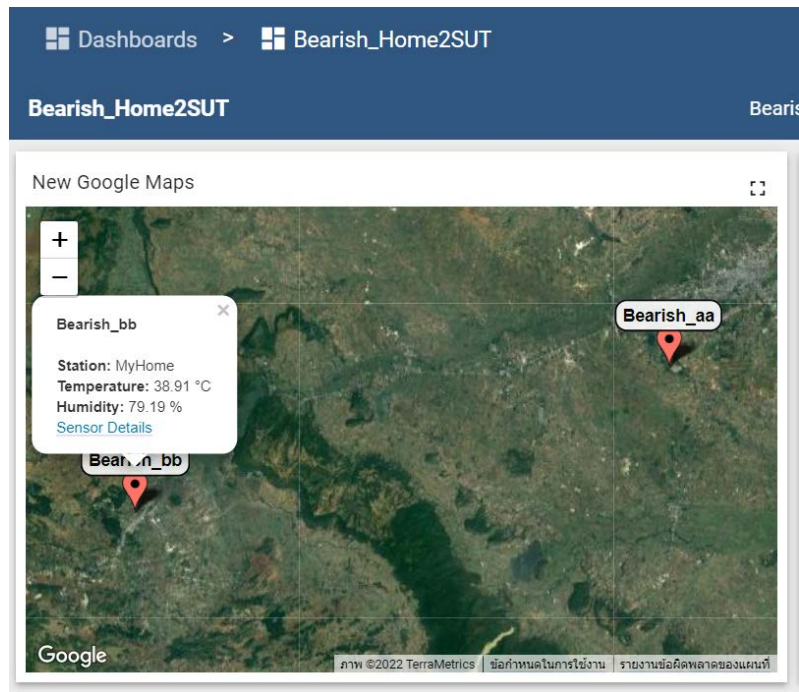 Dashboards > Bearish_Home2SUT
Bearish_Home2SUT
Bearis
New Google Maps
+
−
Bearish_bb
×
Station: MyHome
Temperature: 38.91 °C
Humidity: 79.19 %
Sensor Details
Bearish_aa
Bearish_bb
Google
ภาพ ©2022 TerraMetrics ข้อกำหนดในการใช้งาน รายงานข้อผิดพลาดของแผนที่